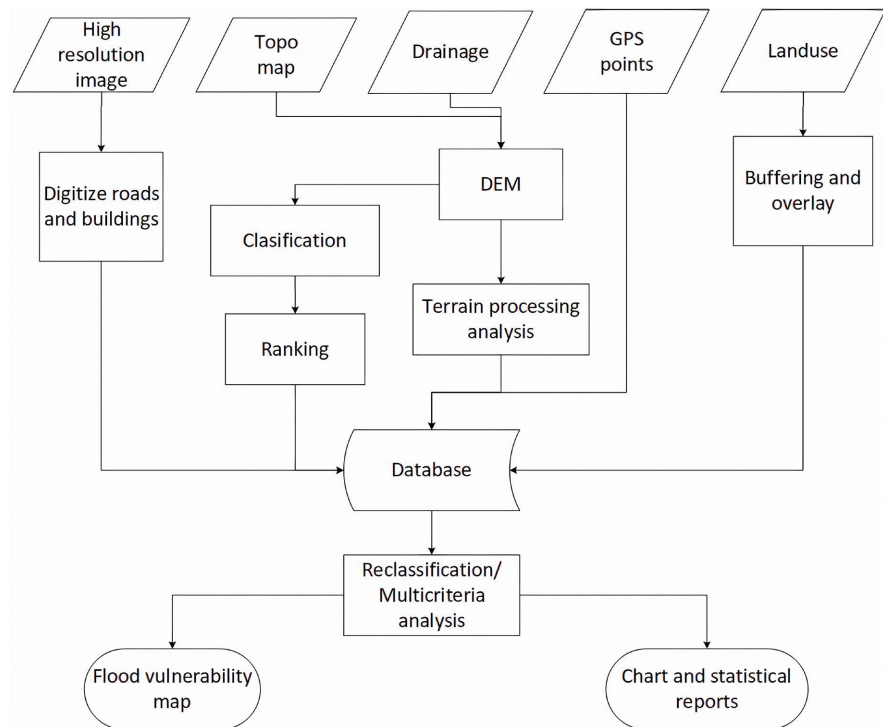 High
resolution
image
Topo
map
Drainage
GPS
points
Landuse
Digitize roads
and buildings
DEM
Buffering and
overlay
Clasification
Terrain processing
analysis
Ranking
Database
Reclassification/
Multicriteria
analysis
Flood vulnerability
map
Chart and statistical
reports